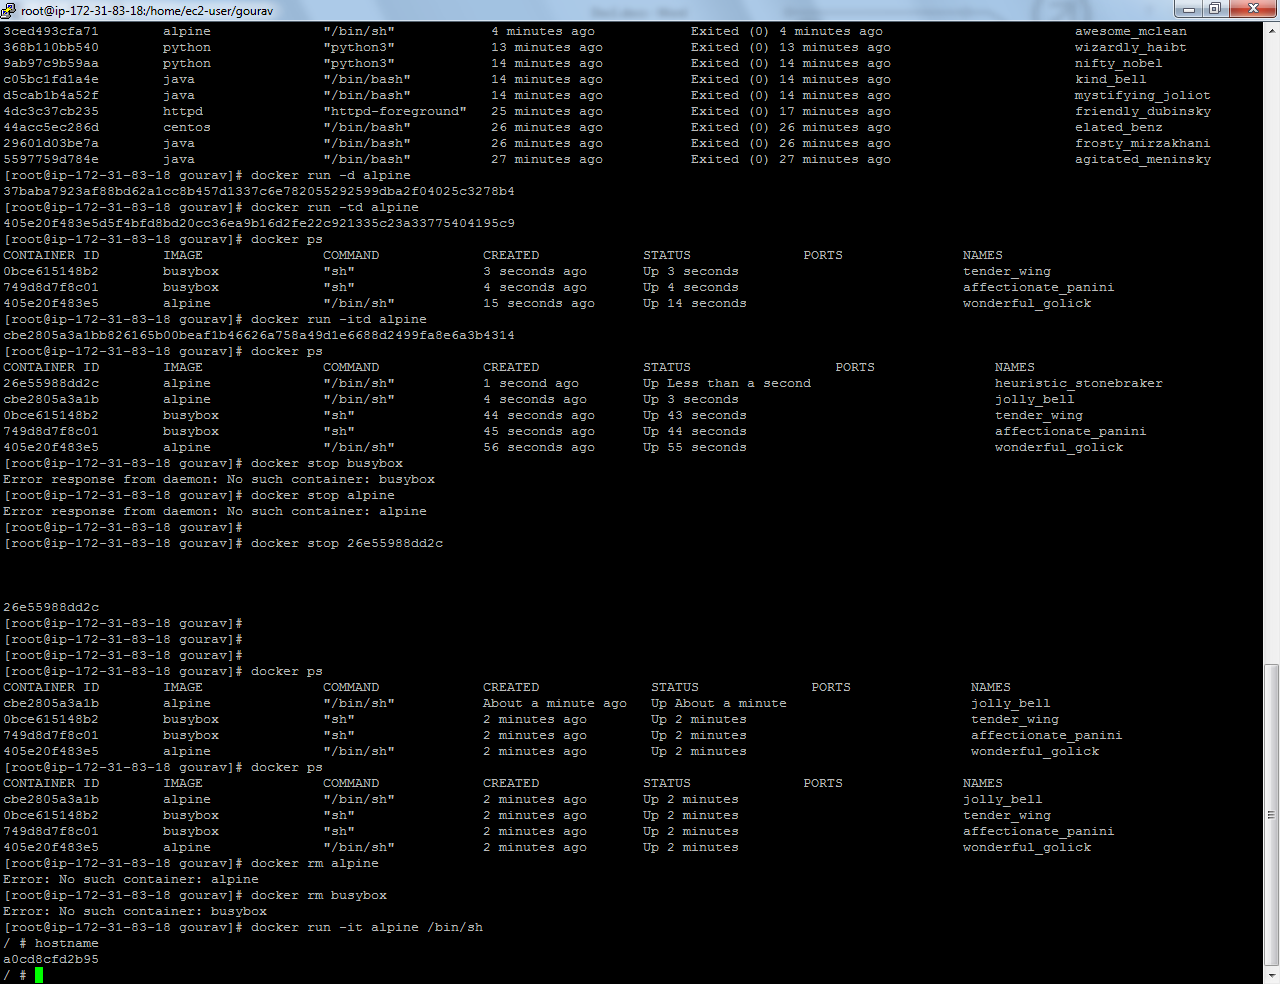 root@ip-172-31-83-18:/home/ec2-user/gourav
3ced493cfa71 alpine "/bin/sh" 4 minutes ago Exited (0) 4 minutes ago awesome_mclean
368b110bb540 python "python3" 13 minutes ago Exited (0) 13 minutes ago wizardly_haibt
9ab97c9b59aa python "python3" 14 minutes ago Exited (0) 14 minutes ago nifty_nobel
c05bc1fd1a4e java "/bin/bash" 14 minutes ago Exited (0) 14 minutes ago kind_bell
d5cab1b4a52f java "/bin/bash" 14 minutes ago Exited (0) 14 minutes ago mystifying_joliot
4dc3c37cb235 httpd "httpd-foreground" 25 minutes ago Exited (0) 17 minutes ago friendly_dubinsky
44acc5ec286d centos "/bin/bash" 26 minutes ago Exited (0) 26 minutes ago elated_benz
29601d03be7a java "/bin/bash" 26 minutes ago Exited (0) 26 minutes ago frosty_mirzakhani
5597759d784e java "/bin/bash" 27 minutes ago Exited (0) 27 minutes ago agitated_meninsky
[root@ip-172-31-83-18 gourav]# docker run -d alpine
37baba7923af88bd62a1cc8b457d1337c6e782055292599dba2f04025c3278b4
[root@ip-172-31-83-18 gourav]# docker run -td alpine
405e20f483e5d5f4bfd8bd20cc36ea9b16d2fe22c921335c23a33775404195c9
[root@ip-172-31-83-18 gourav]# docker ps
CONTAINER ID IMAGE COMMAND CREATED STATUS PORTS NAMES
0bce615148b2 busybox "sh" 3 seconds ago Up 3 seconds tender_wing
749d8d7f8c01 busybox "sh" 4 seconds ago Up 4 seconds affectionate_panini
405e20f483e5 alpine "/bin/sh" 15 seconds ago Up 14 seconds wonderful_golick
[root@ip-172-31-83-18 gourav]# docker run -itd alpine
cbe2805a3a1bb826165b00beaf1b46626a758a49d1e6688d2499fa8e6a3b4314
[root@ip-172-31-83-18 gourav]# docker ps
CONTAINER ID IMAGE COMMAND CREATED STATUS PORTS NAMES
26e55988dd2c alpine "/bin/sh" 1 second ago Up Less than a second heuristic_stonebraker
cbe2805a3a1b alpine "/bin/sh" 4 seconds ago Up 3 seconds jolly_bell
0bce615148b2 busybox "sh" 44 seconds ago Up 43 seconds tender_wing
749d8d7f8c01 busybox "sh" 45 seconds ago Up 44 seconds affectionate_panini
405e20f483e5 alpine "/bin/sh" 56 seconds ago Up 55 seconds wonderful_golick
[root@ip-172-31-83-18 gourav]# docker stop busybox
Error response from daemon: No such container: busybox
[root@ip-172-31-83-18 gourav]# docker stop alpine
Error response from daemon: No such container: alpine
[root@ip-172-31-83-18 gourav]#
[root@ip-172-31-83-18 gourav]# docker stop 26e55988dd2c
26e55988dd2c
[root@ip-172-31-83-18 gourav]#
[root@ip-172-31-83-18 gourav]#
[root@ip-172-31-83-18 gourav]#
[root@ip-172-31-83-18 gourav]# docker ps
CONTAINER ID IMAGE COMMAND CREATED STATUS PORTS NAMES
cbe2805a3a1b alpine "/bin/sh" About a minute ago Up About a minute jolly_bell
0bce615148b2 busybox "sh" 2 minutes ago Up 2 minutes tender_wing
749d8d7f8c01 busybox "sh" 2 minutes ago Up 2 minutes affectionate_panini
405e20f483e5 alpine "/bin/sh" 2 minutes ago Up 2 minutes wonderful_golick
[root@ip-172-31-83-18 gourav]# docker ps
CONTAINER ID IMAGE COMMAND CREATED STATUS PORTS NAMES
cbe2805a3a1b alpine "/bin/sh" 2 minutes ago Up 2 minutes jolly_bell
0bce615148b2 busybox "sh" 2 minutes ago Up 2 minutes tender_wing
749d8d7f8c01 busybox "sh" 2 minutes ago Up 2 minutes affectionate_panini
405e20f483e5 alpine "/bin/sh" 2 minutes ago Up 2 minutes wonderful_golick
[root@ip-172-31-83-18 gourav]# docker rm alpine
Error: No such container: alpine
[root@ip-172-31-83-18 gourav]# docker rm busybox
Error: No such container: busybox
[root@ip-172-31-83-18 gourav]# docker run -it alpine /bin/sh
/ # hostname
a0cd8cfd2b95
/ #